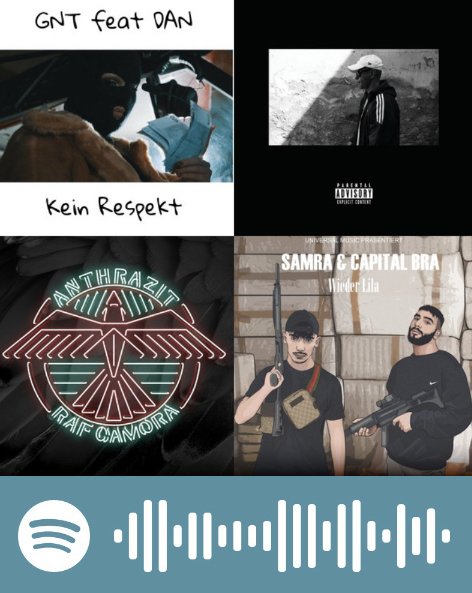 GNT feat DAN
Kein Respekt
PARENTAL
ADVISORY
EXPLICIT CONTENT
ANTHRAZIT
RAF CAMORA
UNIVERSAL MUSIC PRÄSENTIERT
SAMRA & CAPITAL BRA
Wieder Lila